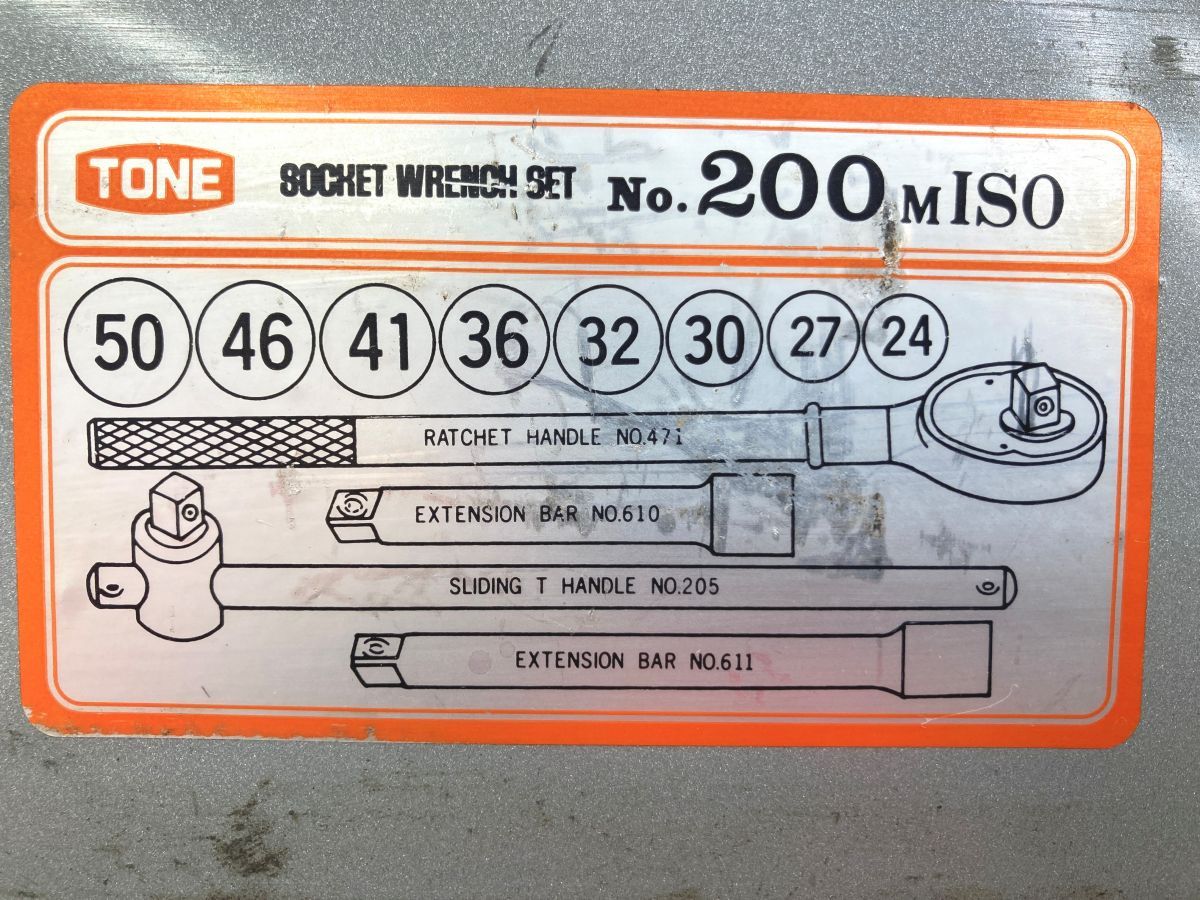 TONE SOCKET WRENCH SET No. 200 M ISO
50 46 41 36 32 30 27 24
RATCHET HANDLE NO.471
EXTENSION BAR NO.610
SLIDING T HANDLE NO.205
EXTENSION BAR NO.611